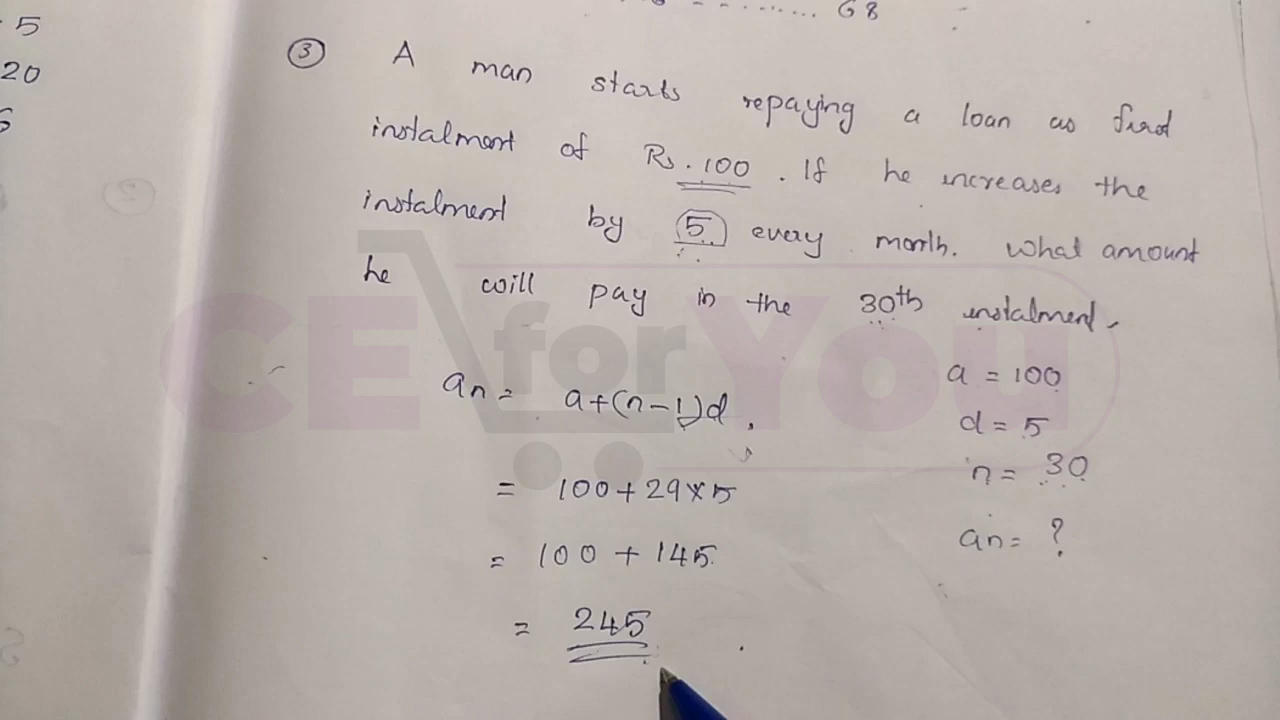 5
20
68
3 A man starts repaying a loan as first
instalment of Rs. 100. If he increases the
instalment by 5 every month. What amount
he will pay in the 30th instalment.
CE for You
an = a+(n-1)d,
a = 100
d = 5
= 100+29×5
n = 30
= 100 + 145
an = ?
= 245